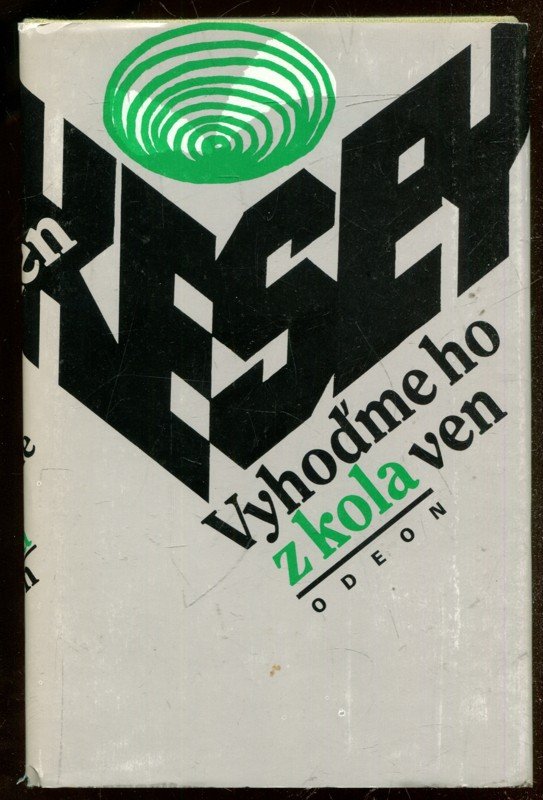 en
KESEY
Vyhoďme ho
z kola ven
ODEON